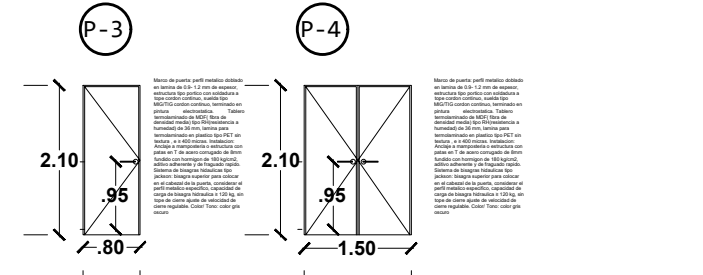 P-3
P-4
Marco de puerta: perfil metalico doblado
en lamina de 0.9- 1.2 mm de espesor,
estructura tipo portico con soldadura a
tope cordon continuo, suelda tipo
MIG/TIG cordon continuo, terminado en
pintura electrostatica. Tablero
termolaminado de MDF( fibra de
densidad media) tipo RH(resistencia a
humedad) de 36 mm, lamina para
termolaminado en plastico tipo PET sin
textura , e ≥ 400 micras. Instalacion:
Anclaje a mamposteria o estructura con
patas en T de acero corrugado de 8mm
fundido con hormigon de 180 kg/cm2,
aditivo adherente y de fraguado rapido.
Sistema de bisagras hidaulicas tipo
jackson: bisagra superior para colocar
en el cabezal de la puerta, considerar el
perfil metalico especifico, capacidad de
carga de bisagra hidraulica ≥ 120 kg, sin
tope de cierre ajuste de velocidad de
cierre regulable. Color/ Tono: color gris
oscuro
Marco de puerta: perfil metalico doblado
en lamina de 0.9- 1.2 mm de espesor,
estructura tipo portico con soldadura a
tope cordon continuo, suelda tipo
MIG/TIG cordon continuo, terminado en
pintura electrostatica. Tablero
termolaminado de MDF( fibra de
densidad media) tipo RH(resistencia a
humedad) de 36 mm, lamina para
termolaminado en plastico tipo PET sin
textura , e ≥ 400 micras. Instalacion:
Anclaje a mamposteria o estructura con
patas en T de acero corrugado de 8mm
fundido con hormigon de 180 kg/cm2,
aditivo adherente y de fraguado rapido.
Sistema de bisagras hidaulicas tipo
jackson: bisagra superior para colocar
en el cabezal de la puerta, considerar el
perfil metalico especifico, capacidad de
carga de bisagra hidraulica ≥ 120 kg, sin
tope de cierre ajuste de velocidad de
cierre regulable. Color/ Tono: color gris
oscuro
2.10
.95
.80
2.10
.95
1.50